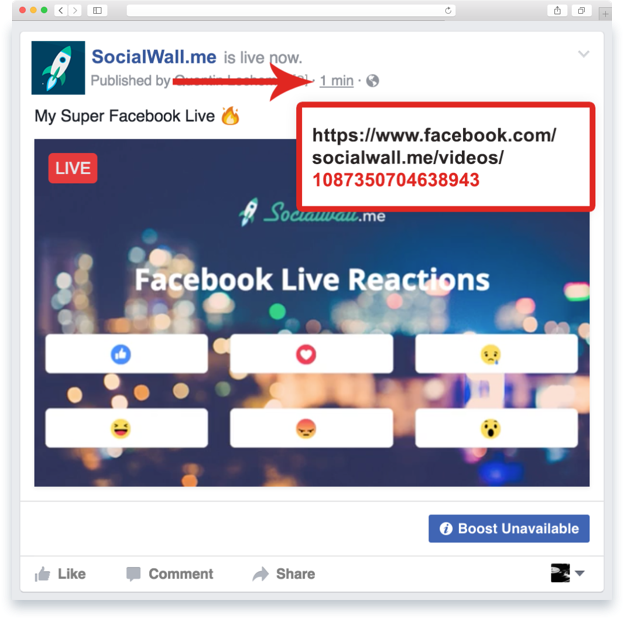 SocialWall.me is live now.
Published by · 1 min ·
My Super Facebook Live
https://www.facebook.com/
socialwall.me/videos/
1087350704638943
LIVE
Socialwall.me
Facebook Live Reactions
Boost Unavailable
Like Comment Share